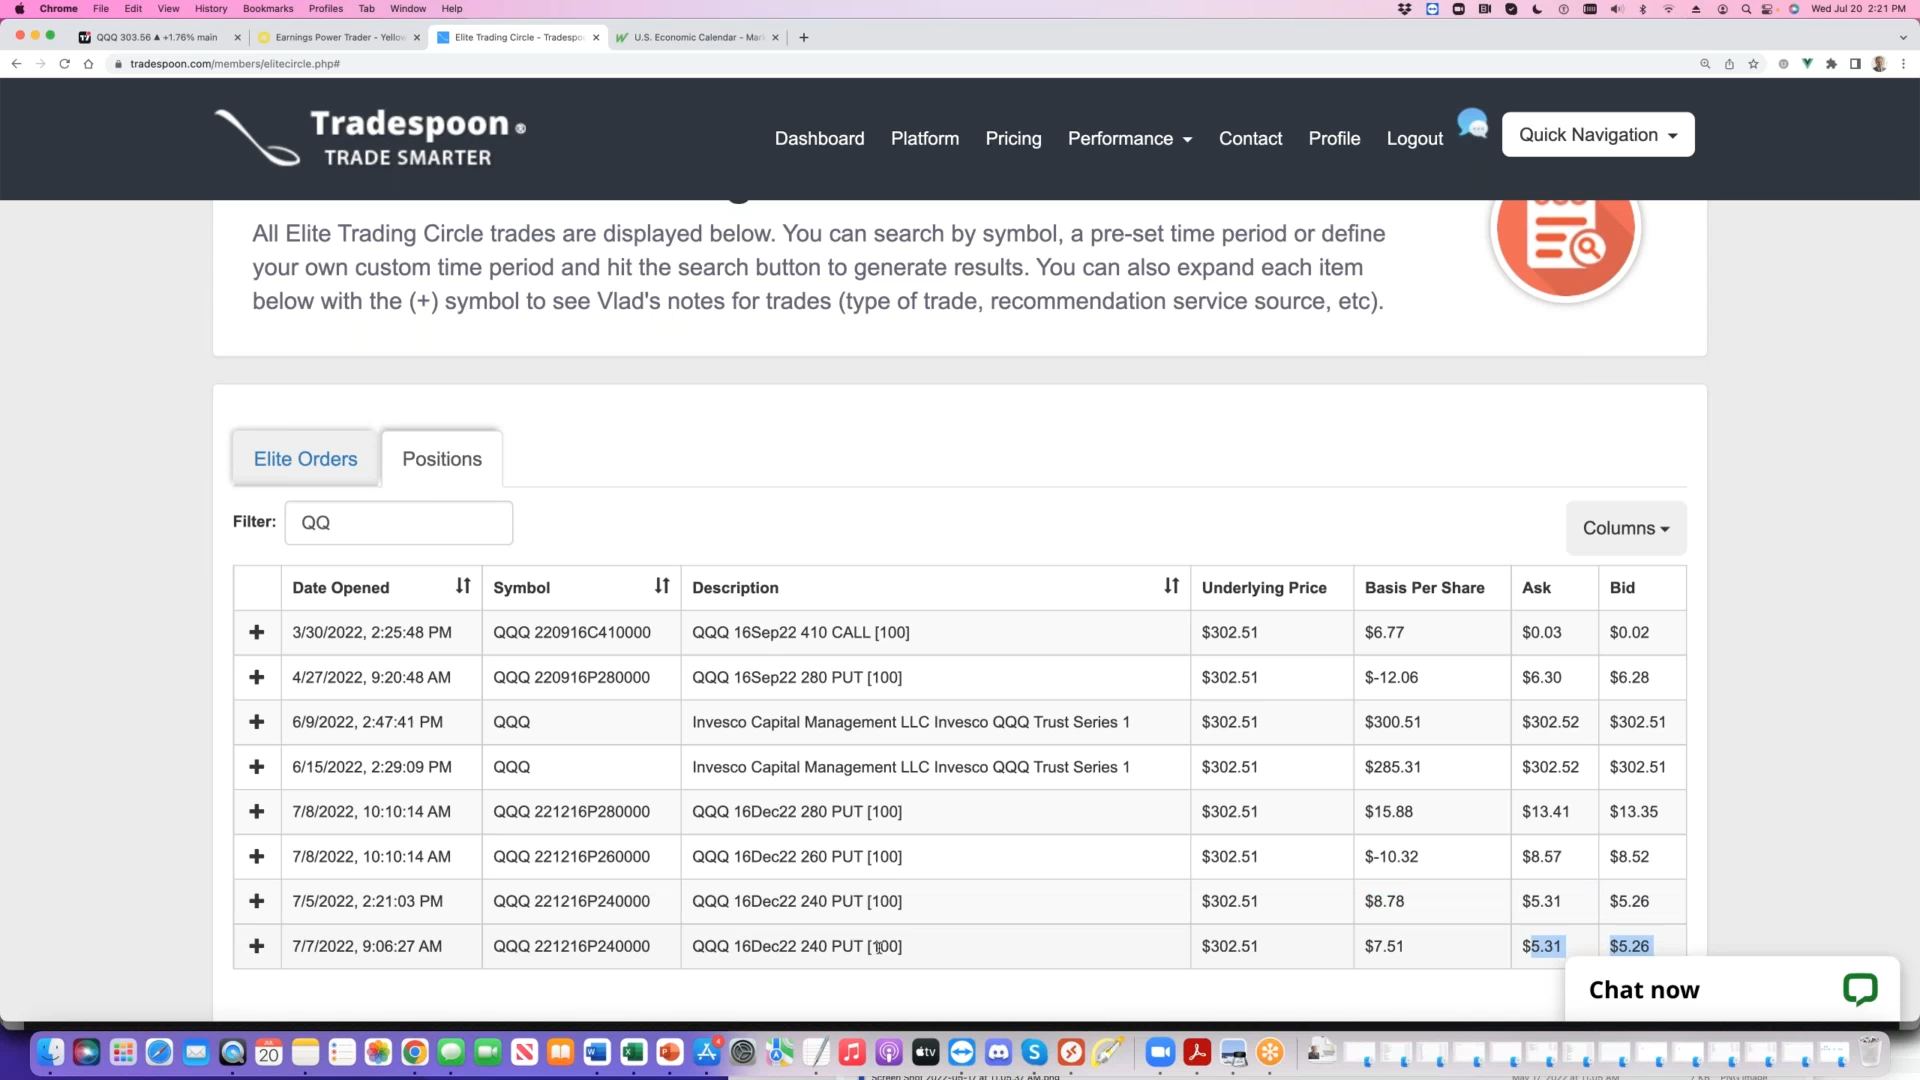 Chrome File Edit View History Bookmarks Profiles Tab Window Help Wed Jul 20 2:21 PM
QQQ 303.56 ▲ +1.76% main Earnings Power Trader - Yellow Elite Trading Circle - Tradespoo U.S. Economic Calendar - Mar
tradespoon.com/members/elitecircle.php#
Tradespoon®
TRADE SMARTER
Dashboard Platform Pricing Performance Contact Profile Logout Quick Navigation
All Elite Trading Circle trades are displayed below. You can search by symbol, a pre-set time period or define
your own custom time period and hit the search button to generate results. You can also expand each item
below with the (+) symbol to see Vlad's notes for trades (type of trade, recommendation service source, etc).
Elite Orders Positions
Filter: QQ Columns
Date Opened Symbol Description Underlying Price Basis Per Share Ask Bid
3/30/2022, 2:25:48 PM QQQ 220916C410000 QQQ 16Sep22 410 CALL [100] $302.51 $6.77 $0.03 $0.02
4/27/2022, 9:20:48 AM QQQ 220916P280000 QQQ 16Sep22 280 PUT [100] $302.51 $-12.06 $6.30 $6.28
6/9/2022, 2:47:41 PM QQQ Invesco Capital Management LLC Invesco QQQ Trust Series 1 $302.51 $300.51 $302.52 $302.51
6/15/2022, 2:29:09 PM QQQ Invesco Capital Management LLC Invesco QQQ Trust Series 1 $302.51 $285.31 $302.52 $302.51
7/8/2022, 10:10:14 AM QQQ 221216P280000 QQQ 16Dec22 280 PUT [100] $302.51 $15.88 $13.41 $13.35
7/8/2022, 10:10:14 AM QQQ 221216P260000 QQQ 16Dec22 260 PUT [100] $302.51 $-10.32 $8.57 $8.52
7/5/2022, 2:21:03 PM QQQ 221216P240000 QQQ 16Dec22 240 PUT [100] $302.51 $8.78 $5.31 $5.26
7/7/2022, 9:06:27 AM QQQ 221216P240000 QQQ 16Dec22 240 PUT [100] $302.51 $7.51 $5.31 $5.26
Chat now
JUL
20
tv